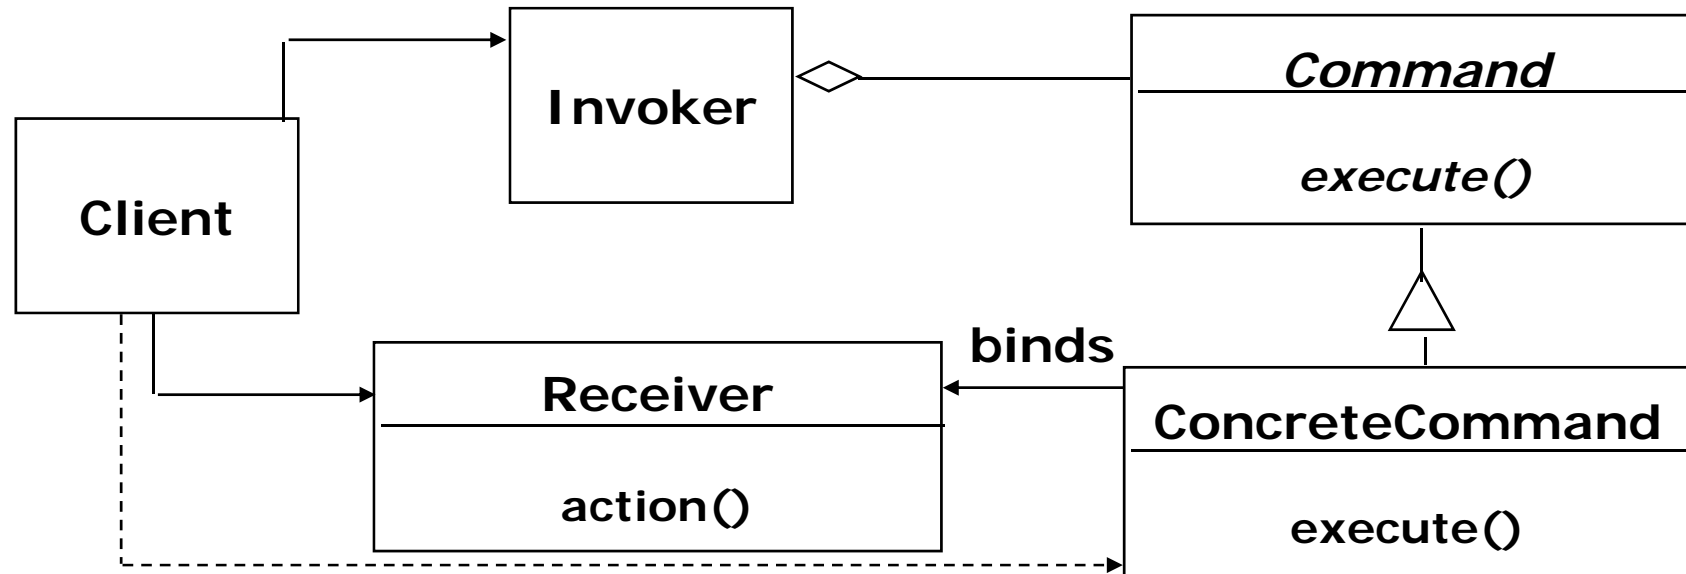 Invoker
Command
execute()
Client
binds
Receiver
action()
ConcreteCommand
execute()